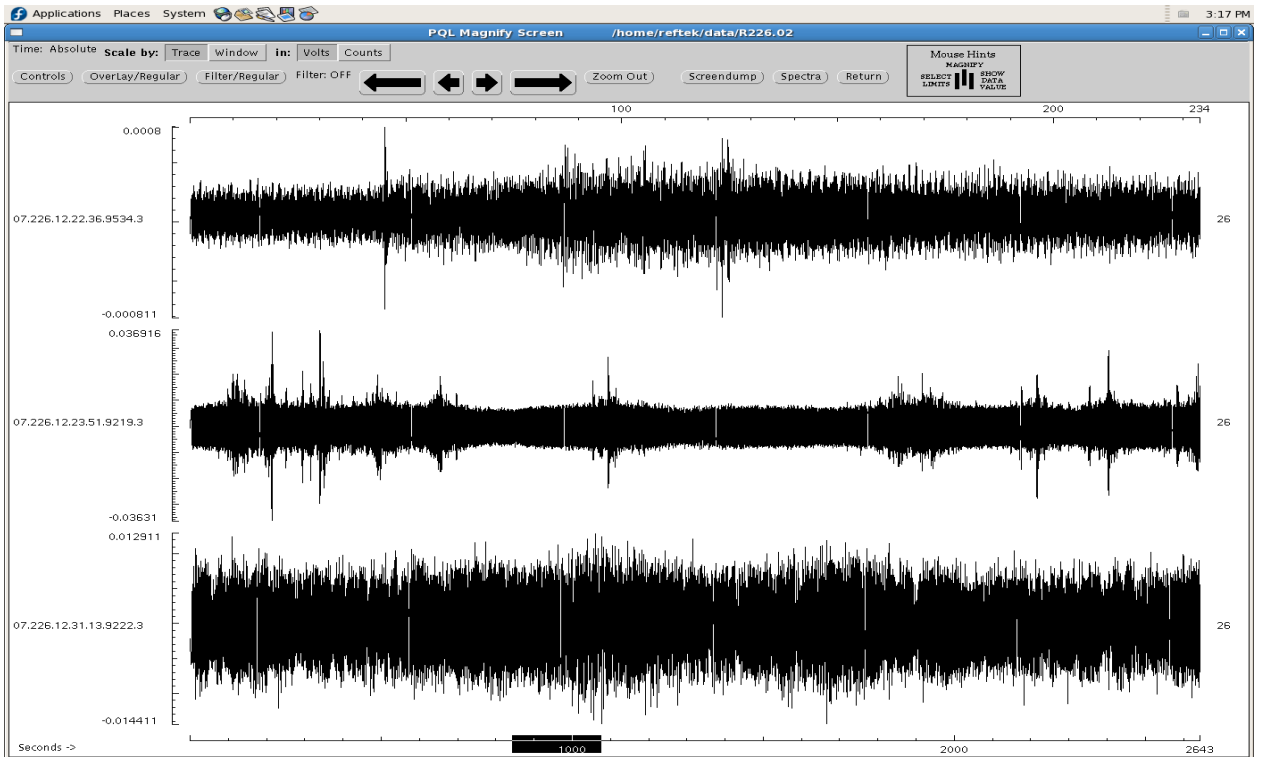 Applications Places System 3:17 PM
PQL Magnify Screen /home/reftek/data/R226.02
Time: Absolute Scale by: Trace Window in: Volts Counts
Controls OverLay/Regular Filter/Regular Filter: OFF Zoom Out Screendump Spectra Return
Mouse Hints
MAGNIFY
SELECT LIMITS
SHOW DATA VALUE
100 200 234
0.0008
07.226.12.22.36.9534.3 26
-0.000811
0.036916
07.226.12.23.51.9219.3 26
-0.03631
0.012911
07.226.12.31.13.9222.3 26
-0.014411
Seconds -> 1000 2000 2643